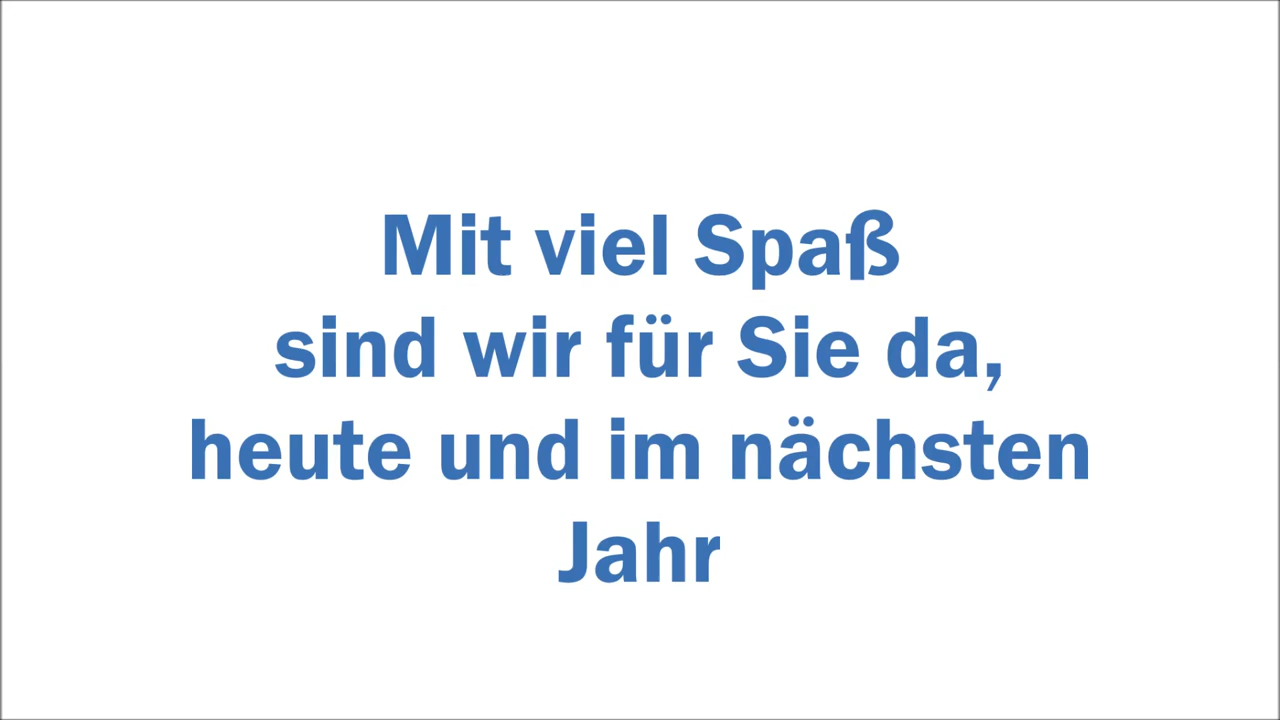 Mit viel Spaß
sind wir für Sie da,
heute und im nächsten
Jahr